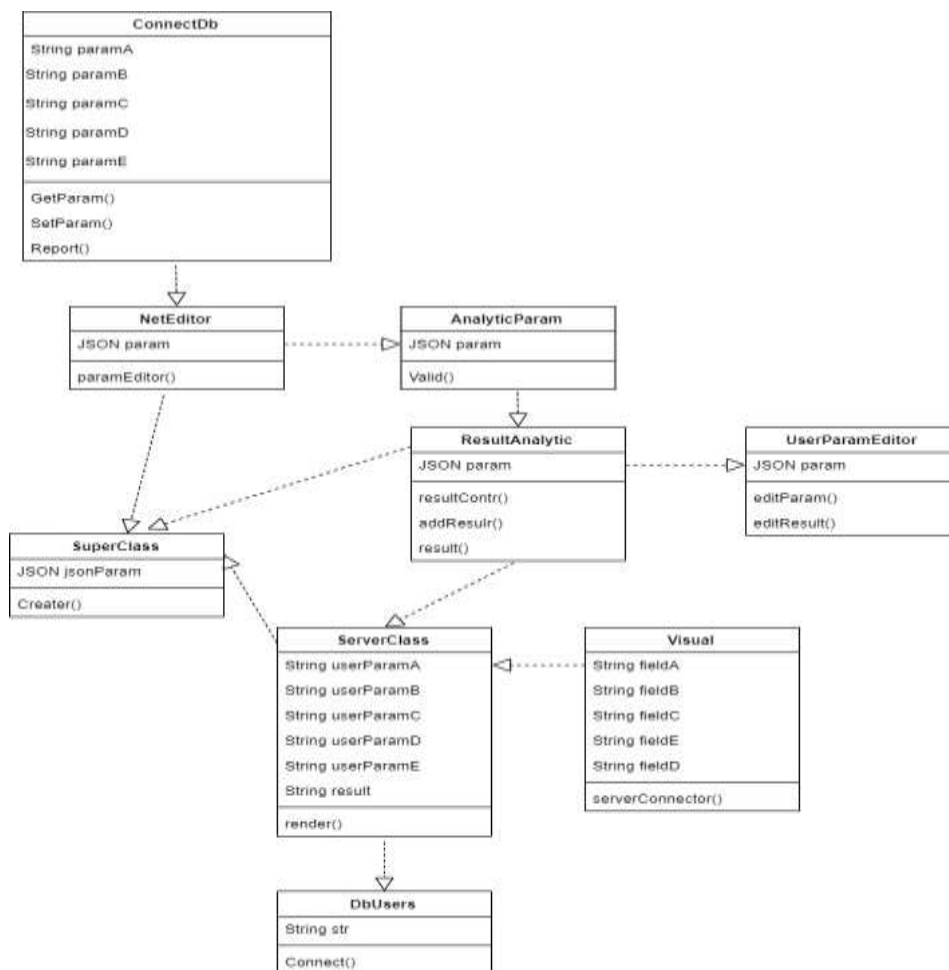 ConnectDb
String paramA
String paramB
String paramC
String paramD
String paramE
GetParam()
SetParam()
Report()
NetEditor
JSON param
paramEditor()
AnalyticParam
JSON param
Valid()
ResultAnalytic
JSON param
resultContr()
addResulr()
result()
UserParamEditor
JSON param
editParam()
editResult()
SuperClass
JSON jsonParam
Creater()
ServerClass
String userParamA
String userParamB
String userParamC
String userParamD
String userParamE
String result
render()
Visual
String fieldA
String fieldB
String fieldC
String fieldE
String fieldD
serverConnector()
DbUsers
String str
Connect()